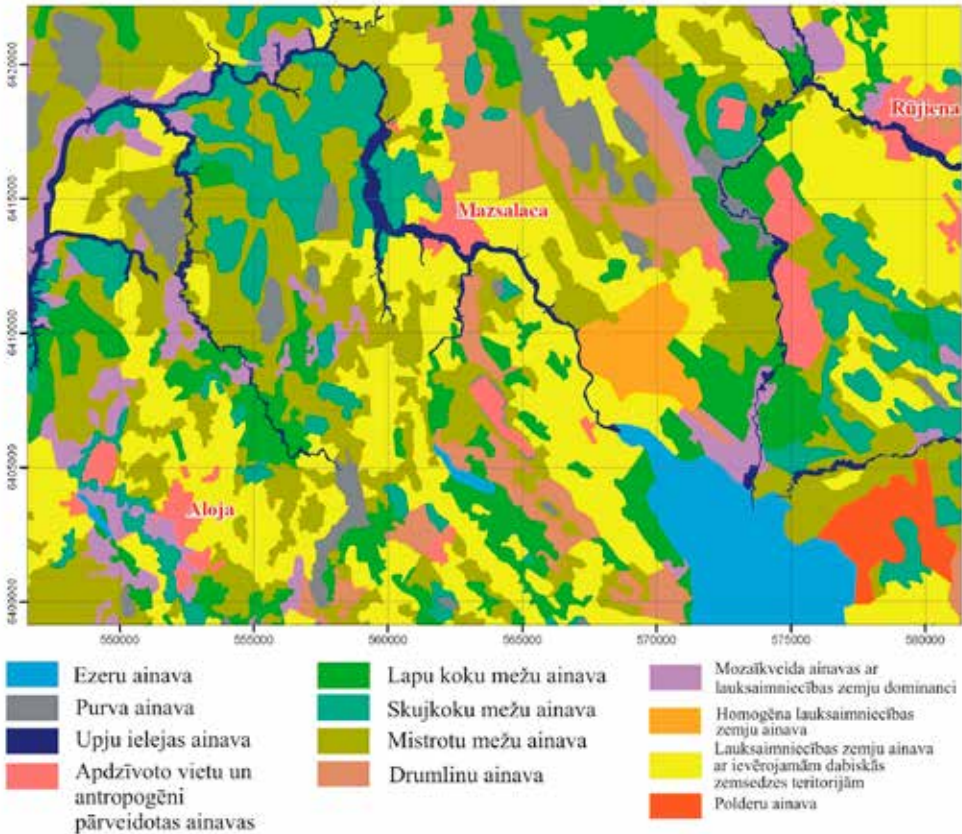 6420000
6415000
6410000
6405000
6400000
Rūjiena
Mazsalaca
Aloja
550000
555000
560000
565000
570000
575000
580000
Ezeru ainava
Purva ainava
Upju ielejas ainava
Apdzīvoto vietu un
antropogēni
pārveidotas ainavas
Lapu koku mežu ainava
Skujkoku mežu ainava
Mistrotu mežu ainava
Drumlinu ainava
Mozaīkveida ainavas ar
lauksaimniecības zemju dominanci
Homogēna lauksaimniecības
zemju ainava
Lauksaimniecības zemju ainava
ar ievērojamām dabiskās
zemsedzes teritorijām
Polderu ainava